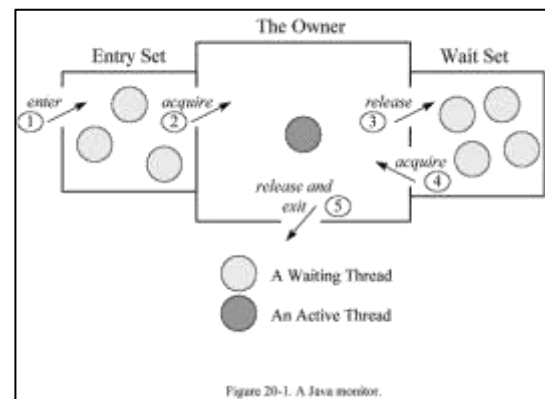 The Owner
Entry Set
Wait Set
enter
1
acquire
2
release
3
acquire
4
release and
exit
5
A Waiting Thread
An Active Thread
Figure 20-1. A Java monitor.